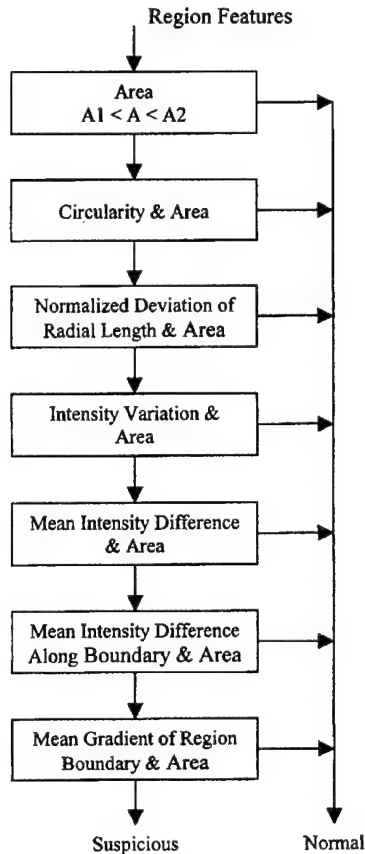 Region Features
Area
A1 < A < A2
Circularity & Area
Normalized Deviation of
Radial Length & Area
Intensity Variation &
Area
Mean Intensity Difference
& Area
Mean Intensity Difference
Along Boundary & Area
Mean Gradient of Region
Boundary & Area
Suspicious
Normal